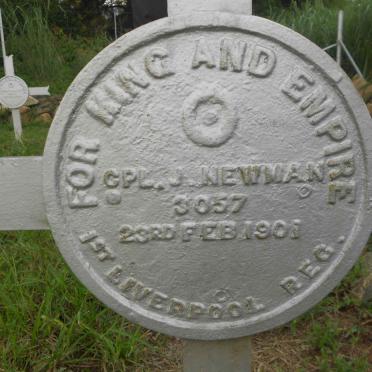 FOR KING AND EMPIRE
CPL. J. NEWMAN
3057
23RD FEB 1901
1ST LIVERPOOL REG.